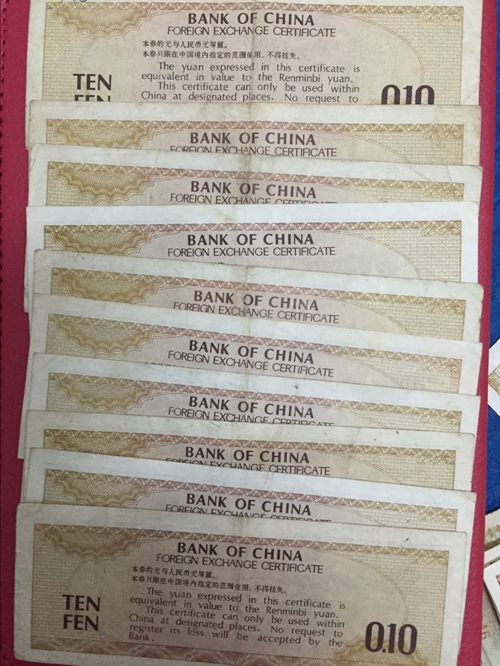 BANK OF CHINA
FOREIGN EXCHANGE CERTIFICATE
本券的元与人民币元等值。
本券只限在中国境内指定的范围使用,不得挂失。
The yuan expressed in this certificate is
equivalent in value to the Renminbi yuan.
This certificate can only be used within
China at designated places. No request to
TEN
FEN
0.10
BANK OF CHINA
FOREIGN EXCHANGE CERTIFICATE
BANK OF CHINA
FOREIGN EXCHANGE CERTIFICATE
BANK OF CHINA
FOREIGN EXCHANGE CERTIFICATE
BANK OF CHINA
FOREIGN EXCHANGE CERTIFICATE
BANK OF CHINA
FOREIGN EXCHANGE CERTIFICATE
BANK OF CHINA
FOREIGN EXCHANGE CERTIFICATE
BANK OF CHINA
FOREIGN EXCHANGE CERTIFICATE
BANK OF CHINA
FOREIGN EXCHANGE CERTIFICATE
BANK OF CHINA
FOREIGN EXCHANGE CERTIFICATE
本券的元与人民币元等值。
本券只限在中国境内指定的范围使用,不得挂失。
The yuan expressed in this certificate is
equivalent in value to the Renminbi yuan.
This certificate can only be used within
China at designated places. No request to
register its loss will be accepted by the
Bank.
TEN
FEN
0.10